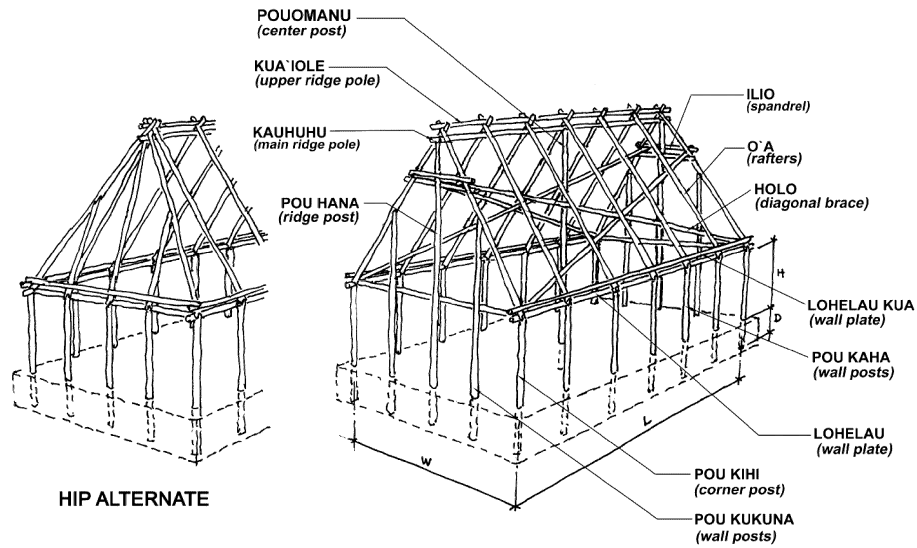 POUOMANU
(center post)
KUA`IOLE
(upper ridge pole)
KAUHUHU
(main ridge pole)
POU HANA
(ridge post)
ILIO
(spandrel)
O`A
(rafters)
HOLO
(diagonal brace)
H
D
LOHELAU KUA
(wall plate)
POU KAHA
(wall posts)
LOHELAU
(wall plate)
L
W
POU KIHI
(corner post)
POU KUKUNA
(wall posts)
HIP ALTERNATE